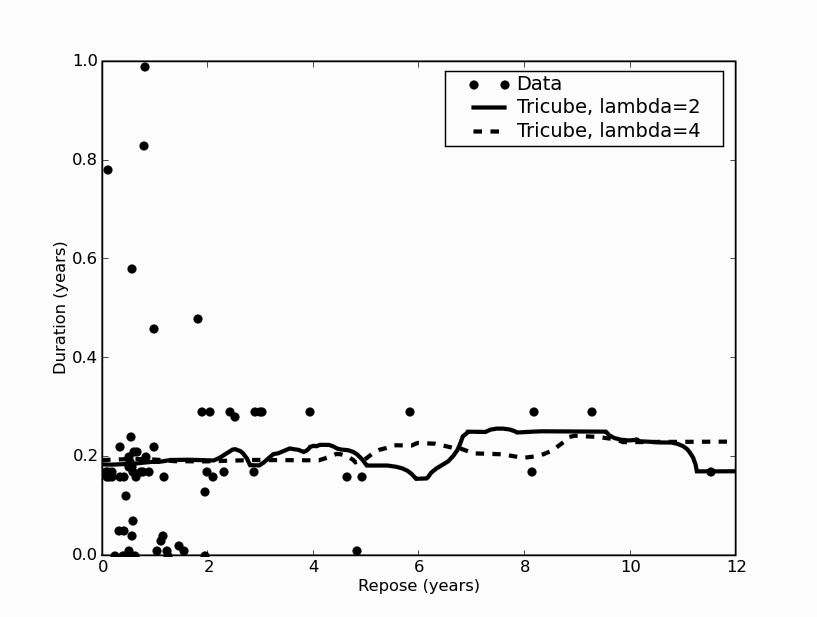 1.0
Data
Tricube, lambda=2
Tricube, lambda=4
0.8
0.6
0.4
0.2
0.0
Duration (years)
0 2 4 6 8 10 12
Repose (years)